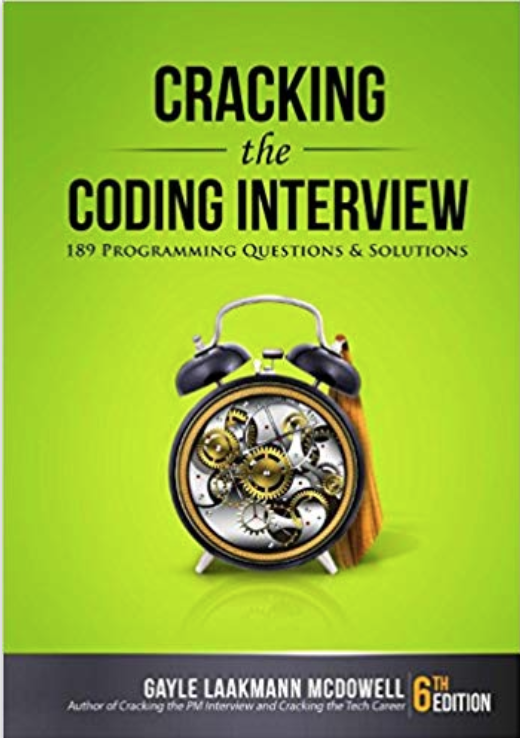 CRACKING
the
CODING INTERVIEW
189 PROGRAMMING QUESTIONS & SOLUTIONS
GAYLE LAAKMANN MCDOWELL
Author of Cracking the PM Interview and Cracking the Tech Career
6TH EDITION